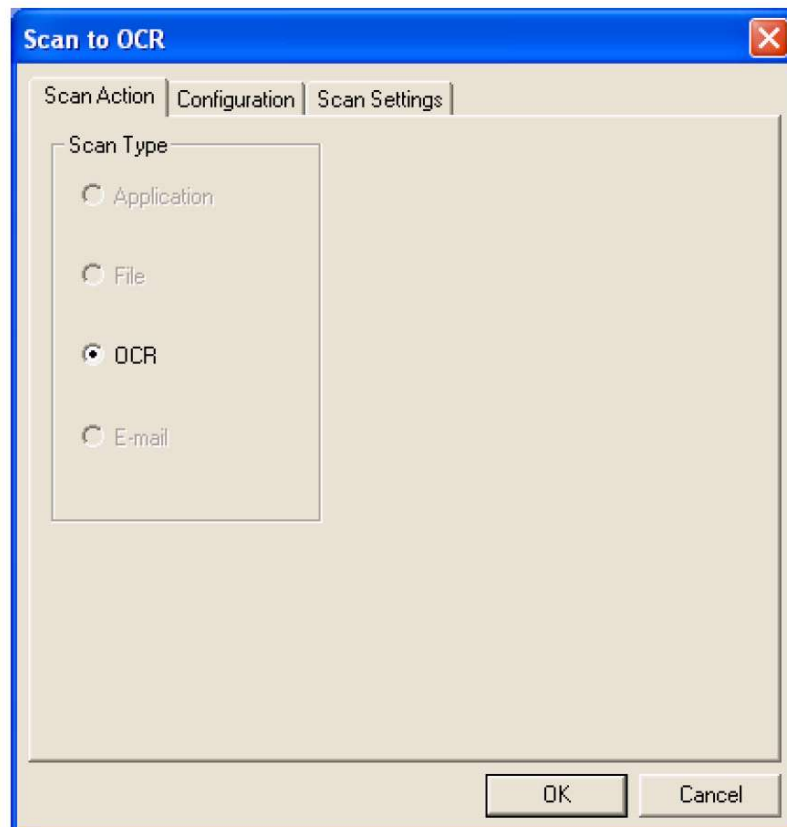 Scan to OCR
Scan Action Configuration Scan Settings
Scan Type
Application
File
OCR
E-mail
OK Cancel